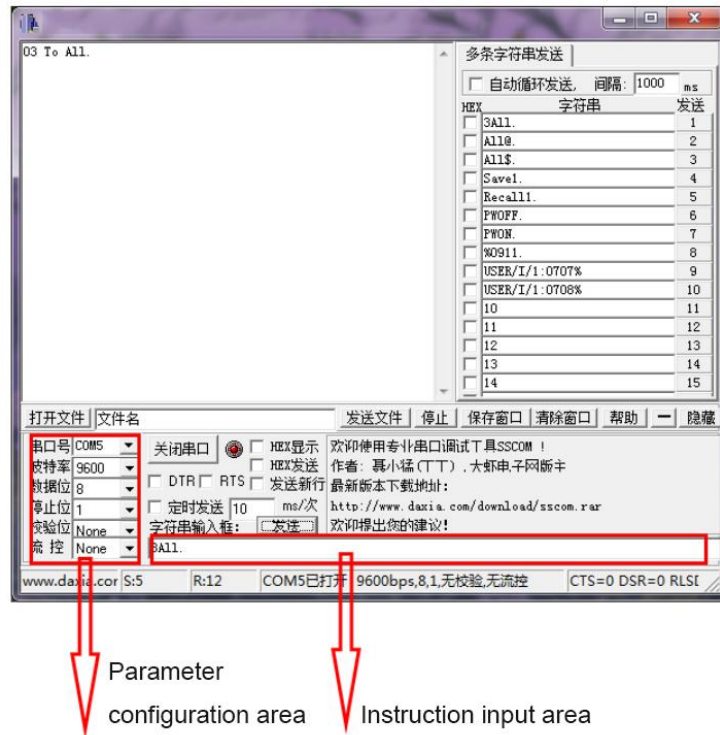 03 To All.
多条字符串发送
自动循环发送, 间隔: 1000 ms
HEX 字符串 发送
3All. 1
All@. 2
All$. 3
Save1. 4
Recall1. 5
PWOFF. 6
PWON. 7
%0911. 8
USER/I/1:0707% 9
USER/I/1:0708% 10
10 11
11 12
12 13
13 14
14 15
打开文件 文件名 发送文件 停止 保存窗口 清除窗口 帮助 一 隐藏
串口号 COM5 关闭串口 HEX显示
波特率 9600 HEX发送
数据位 8 DTR RTS 发送新行
停止位 1 定时发送 10 ms/次
校验位 None 字符串输入框: 发送
流 控 None 3All.
欢迎使用专业串口调试工具SSCOM !
作者: 聂小猛(丁丁) ,大虾电子网版主
最新版本下载地址:
http://www.daxia.com/download/sscom.rar
欢迎提出您的建议!
www.daxia.cor S:5 R:12 COM5已打开 9600bps,8,1,无校验,无流控 CTS=0 DSR=0 RLSI
Parameter
configuration area
Instruction input area